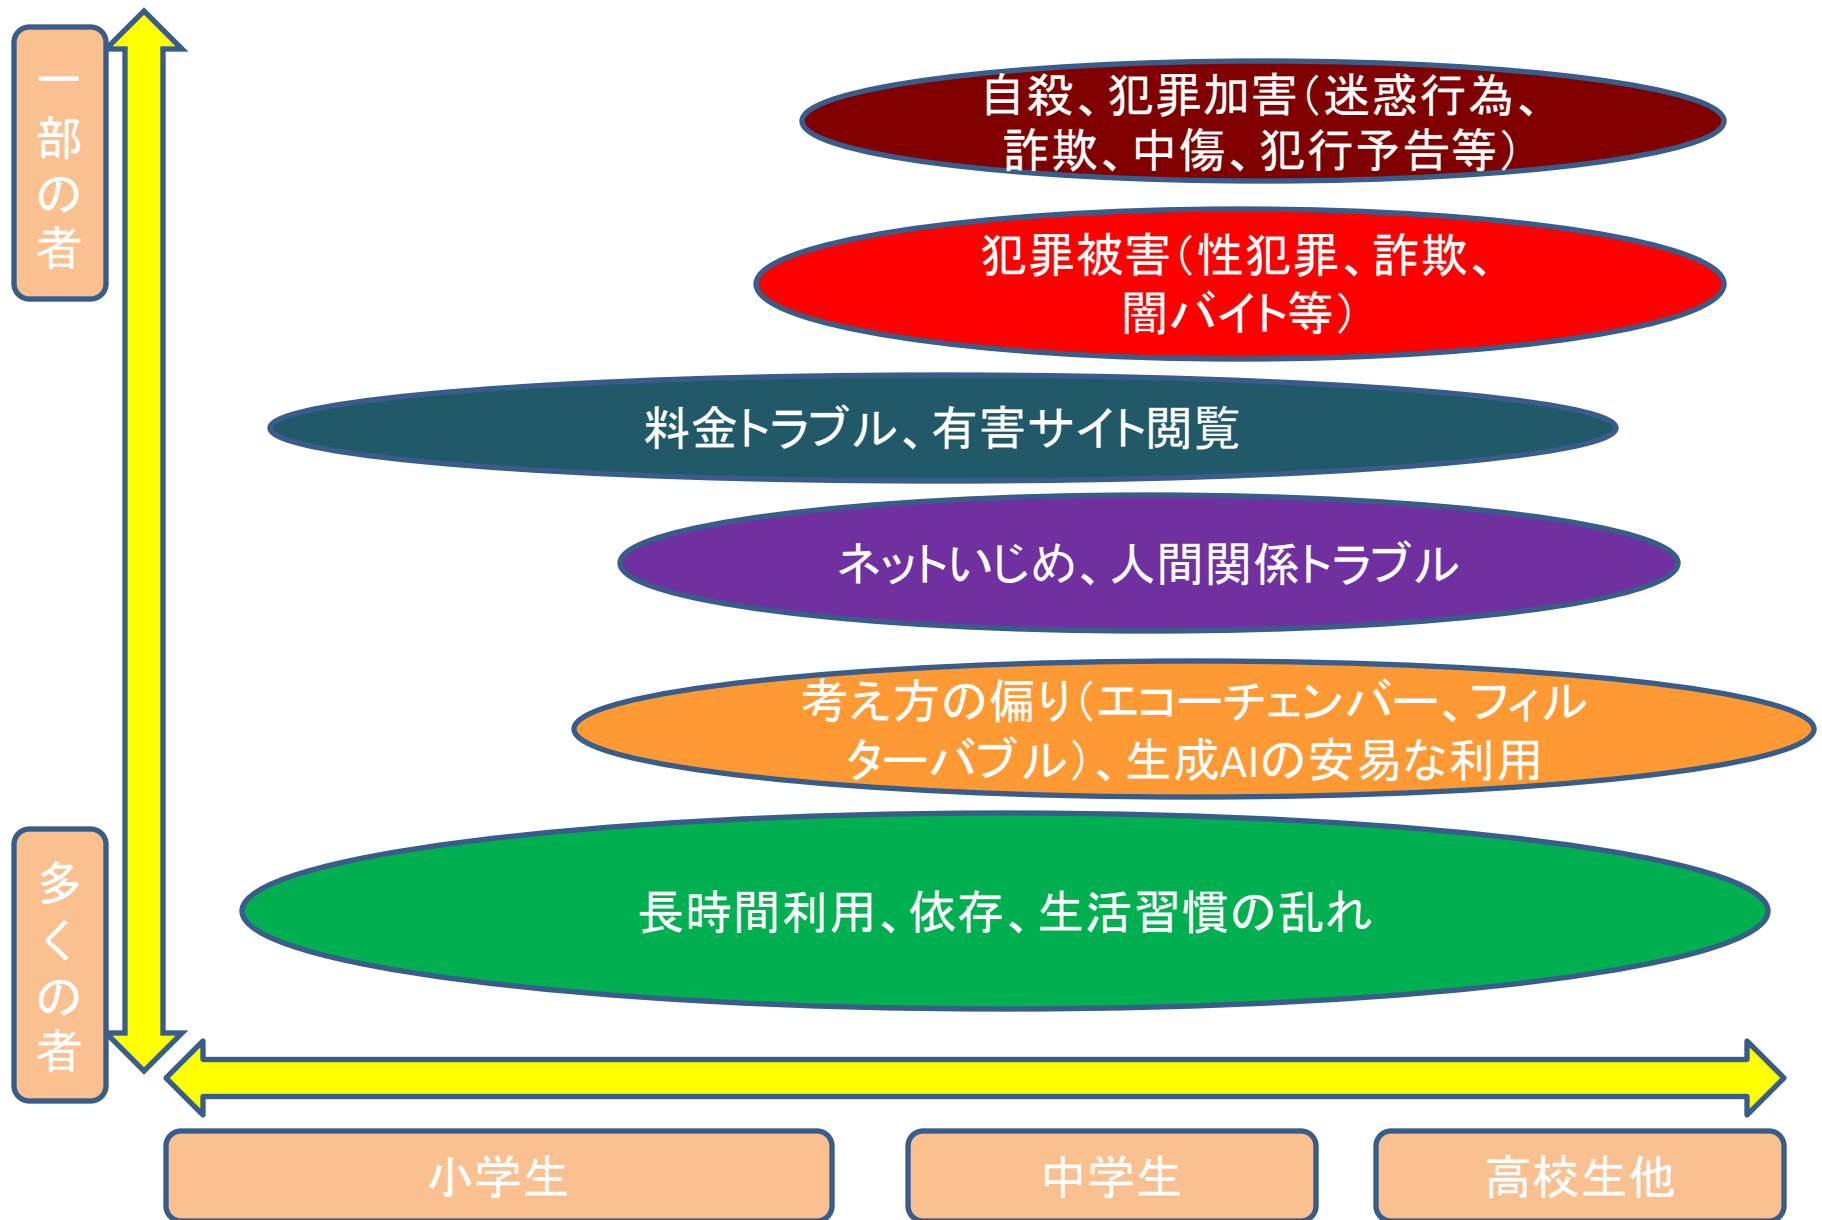 一部の者
自殺、犯罪加害（迷惑行為、
詐欺、中傷、犯行予告等）
犯罪被害（性犯罪、詐欺、
闇バイト等）
料金トラブル、有害サイト閲覧
ネットいじめ、人間関係トラブル
考え方の偏り（エコーチェンバー、フィル
ターバブル）、生成AIの安易な利用
多くの者
長時間利用、依存、生活習慣の乱れ
小学生
中学生
高校生他